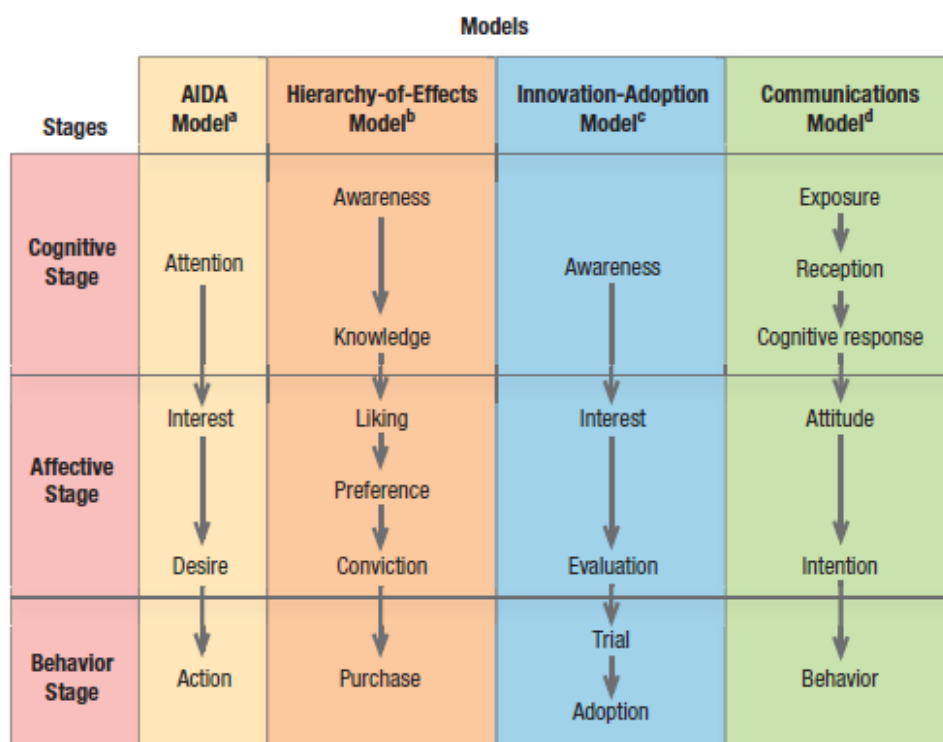 Models
Stages
AIDA
Model^a
Hierarchy-of-Effects
Model^b
Innovation-Adoption
Model^c
Communications
Model^d
Cognitive
Stage
Attention
Awareness
Knowledge
Awareness
Exposure
Reception
Cognitive response
Affective
Stage
Interest
Desire
Liking
Preference
Conviction
Interest
Evaluation
Attitude
Intention
Behavior
Stage
Action
Purchase
Trial
Adoption
Behavior